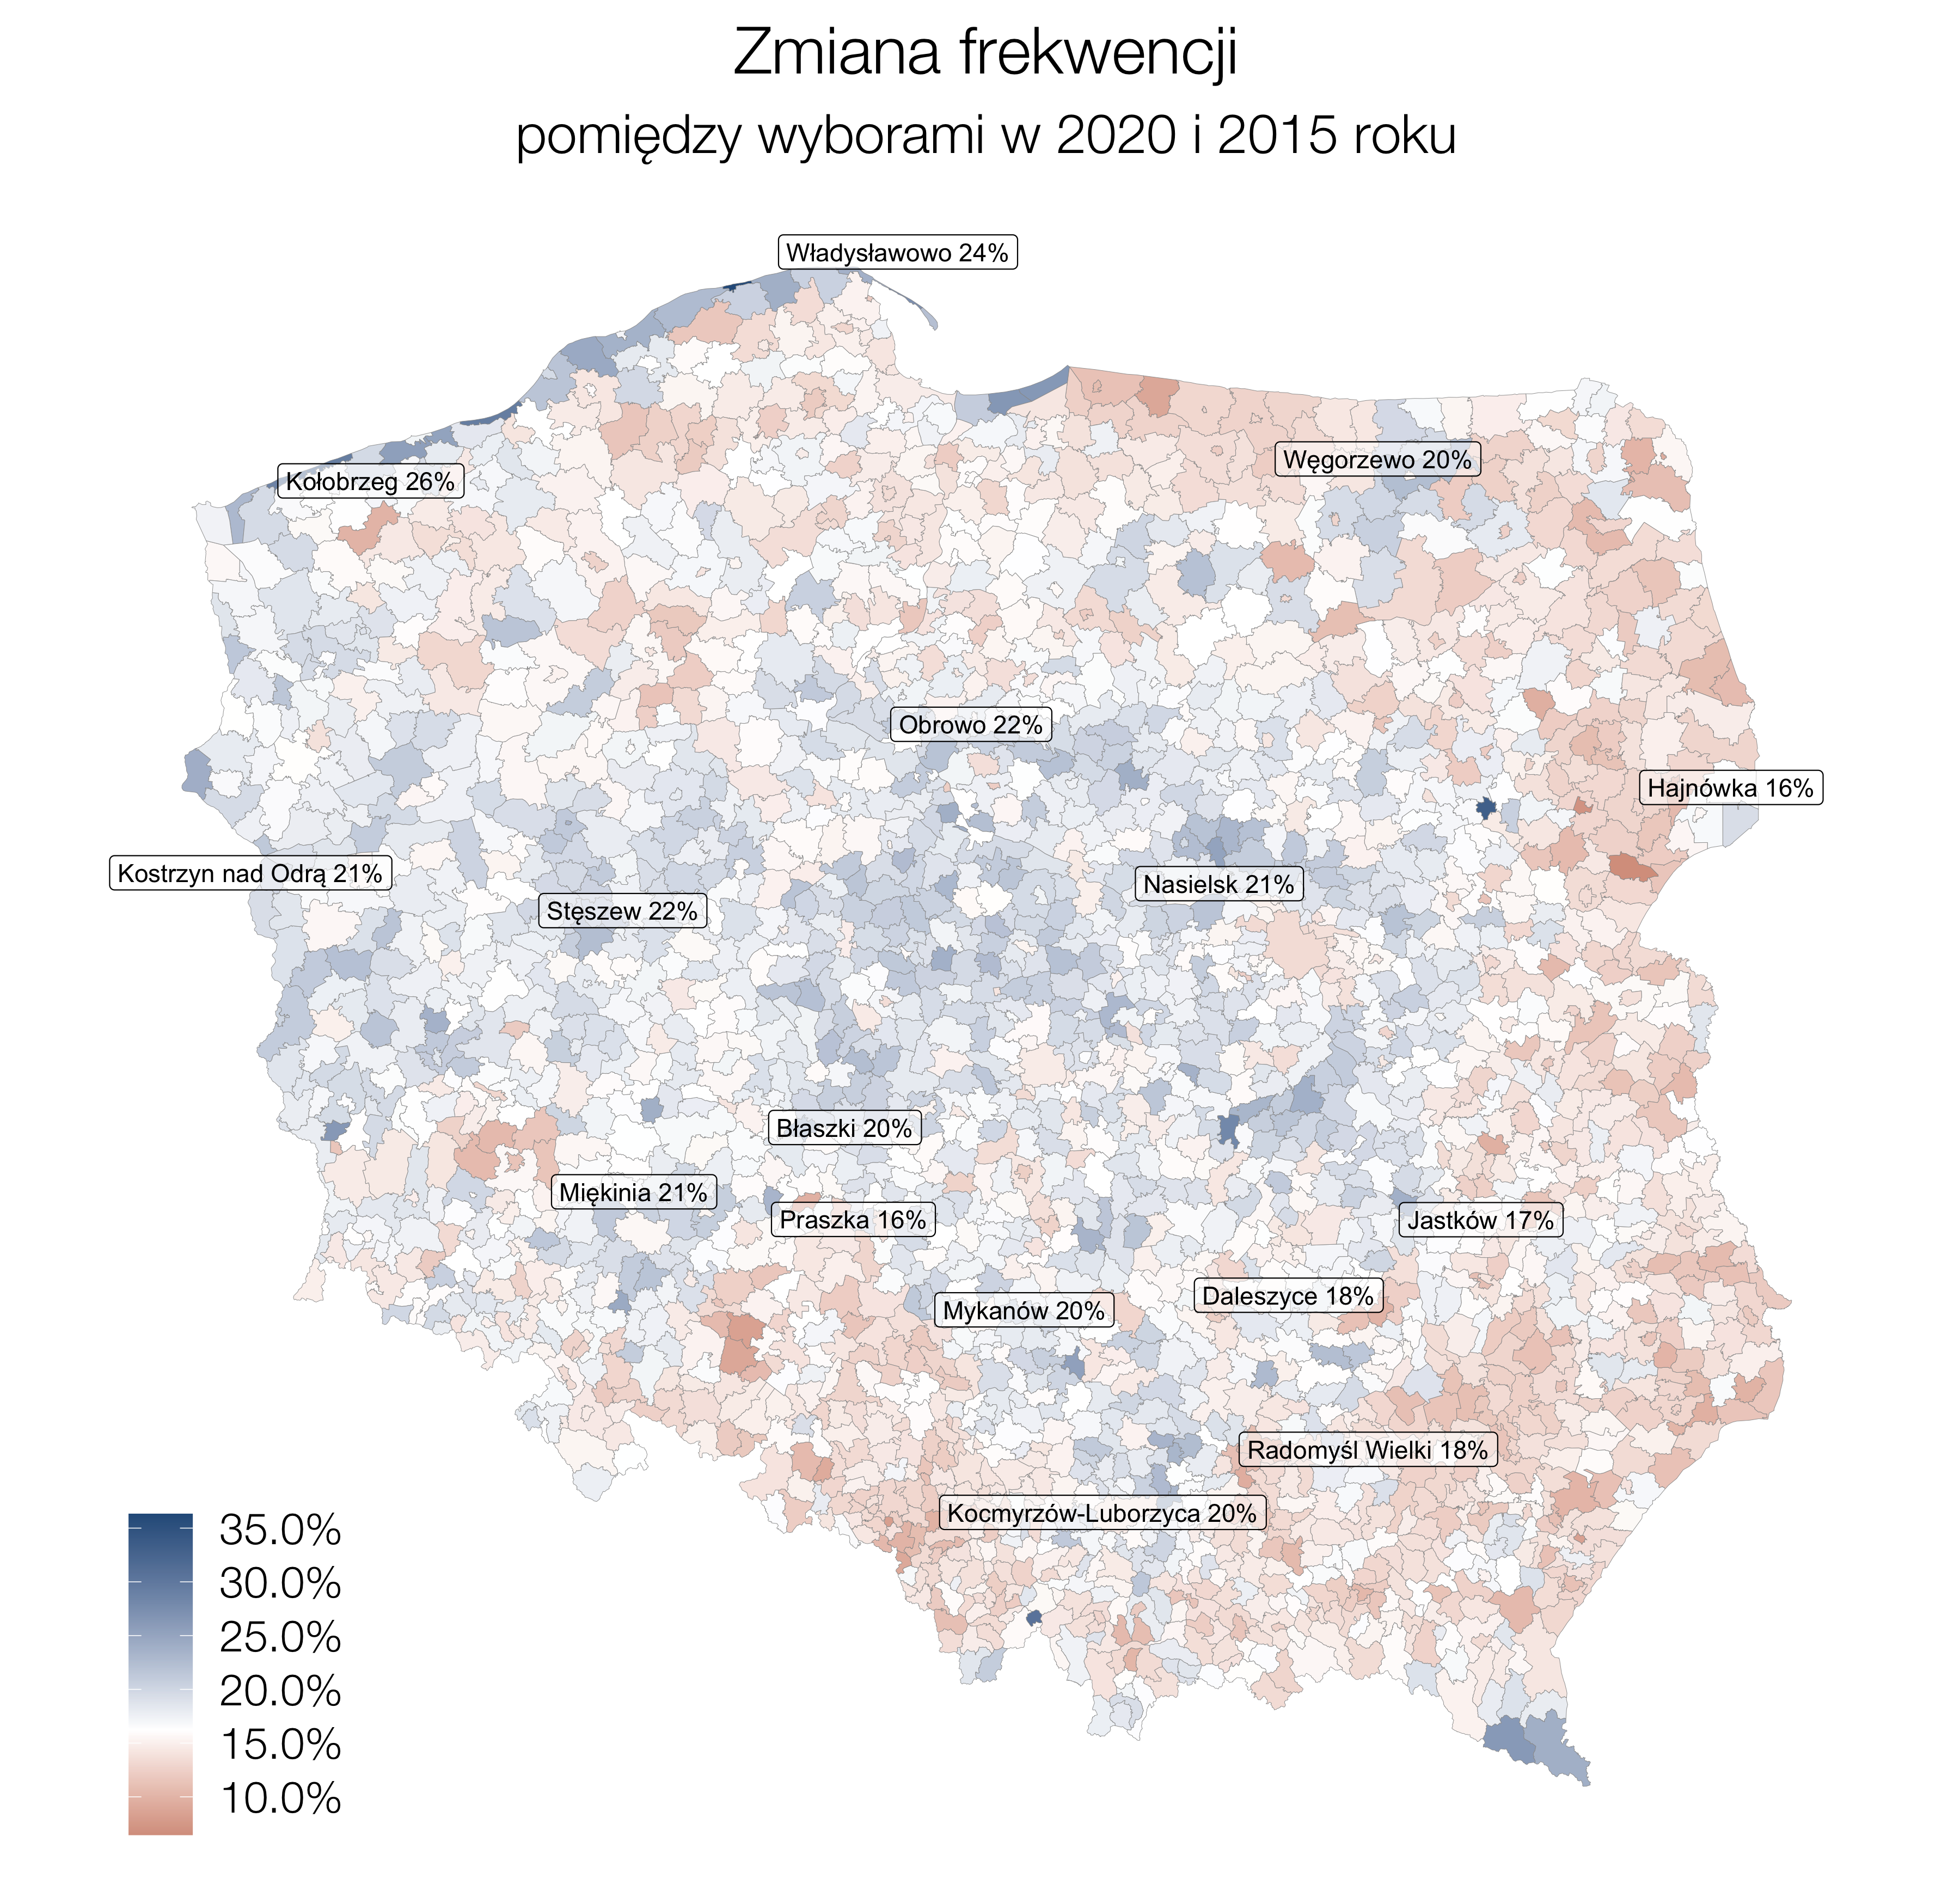 Zmiana frekwencji
pomiędzy wyborami w 2020 i 2015 roku
Władysławowo 24%
Węgorzewo 20%
Kołobrzeg 26%
Obrowo 22%
Hajnówka 16%
Kostrzyn nad Odrą 21%
Nasielsk 21%
Stęszew 22%
Błaszki 20%
Miękinia 21%
Praszka 16%
Jastków 17%
Daleszyce 18%
Mykanów 20%
Radomyśl Wielki 18%
Kocmyrzów-Luborzyca 20%
35.0%
30.0%
25.0%
20.0%
15.0%
10.0%